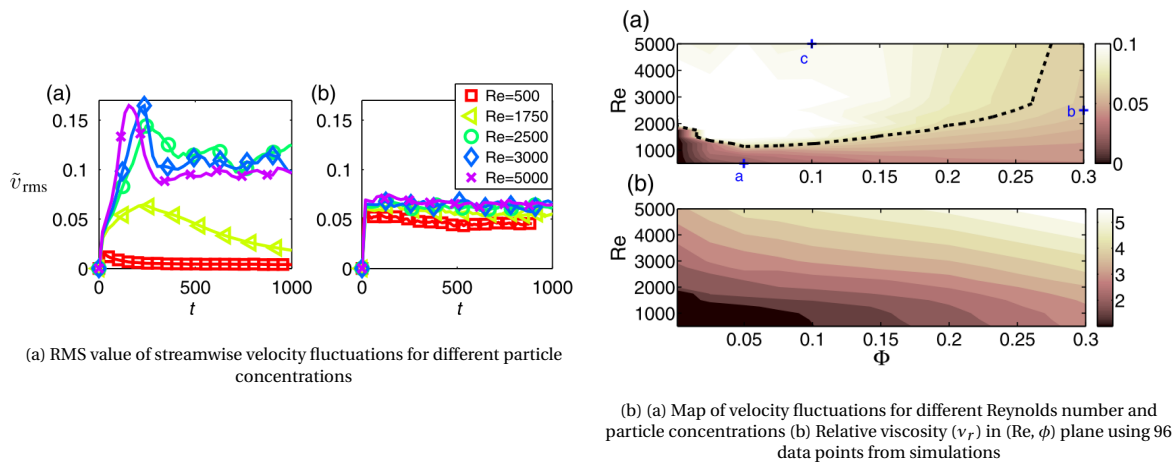 (a)
0.15
0.1
ṽrms
0.05
0
0
500
1000
t
(b)
0.15
0.1
0.05
0
0
500
1000
t
Re=500
Re=1750
Re=2500
Re=3000
Re=5000
(a) RMS value of streamwise velocity fluctuations for different particle
concentrations
(a)
5000
4000
3000
2000
1000
Re
0.1
0.15
0.2
0.25
0.3
a
b
c
0.1
0.05
0
(b)
5000
4000
3000
2000
1000
Re
0.05
0.1
0.15
0.2
0.25
0.3
Φ
5
4
3
2
(b) (a) Map of velocity fluctuations for different Reynolds number and
particle concentrations (b) Relative viscosity (νr) in (Re, ϕ) plane using 96
data points from simulations